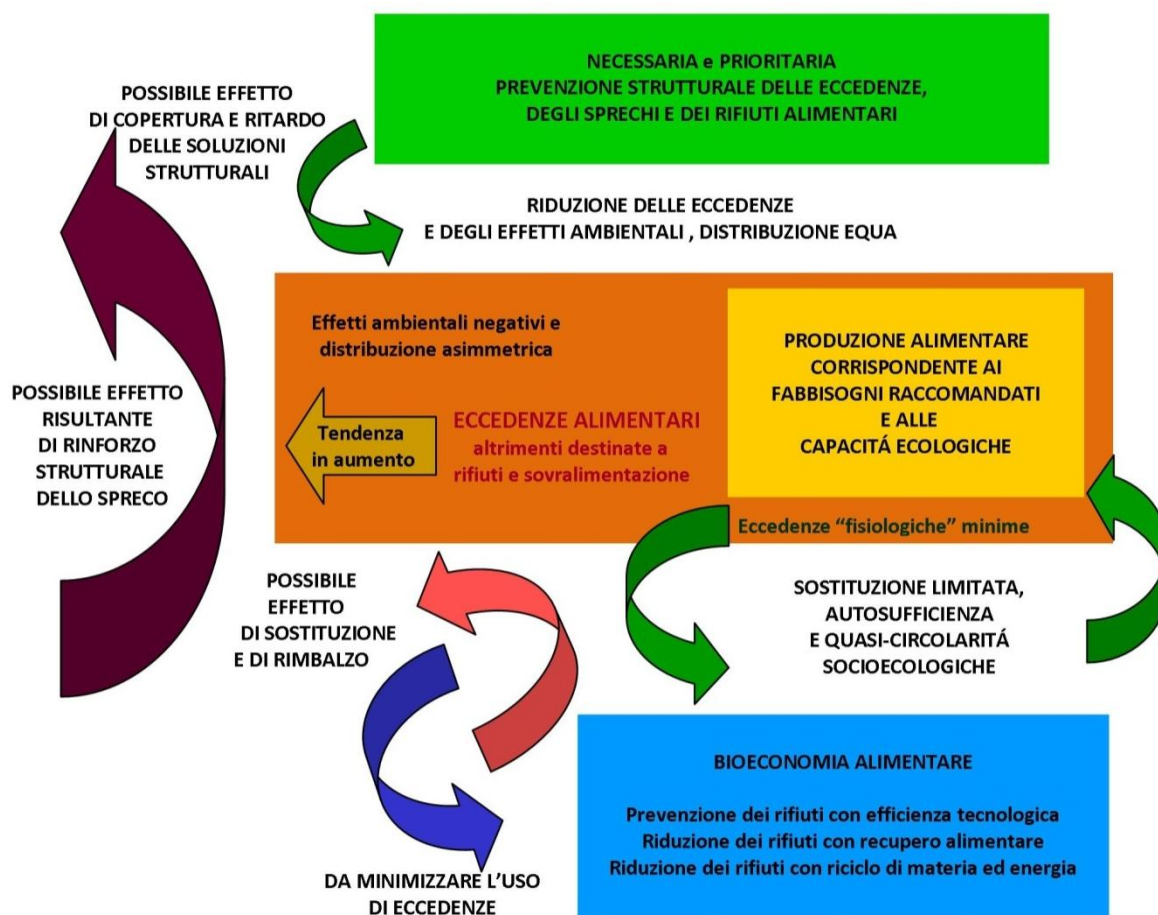 NECESSARIA e PRIORITARIA
PREVENZIONE STRUTTURALE DELLE ECCEDENZE,
DEGLI SPRECHI E DEI RIFIUTI ALIMENTARI
POSSIBILE EFFETTO
DI COPERTURA E RITARDO
DELLE SOLUZIONI
STRUTTURALI
RIDUZIONE DELLE ECCEDENZE
E DEGLI EFFETTI AMBIENTALI , DISTRIBUZIONE EQUA
Effetti ambientali negativi e
distribuzione asimmetrica
PRODUZIONE ALIMENTARE
CORRISPONDENTE AI
FABBISOGNI RACCOMANDATI
E ALLE
CAPACITÁ ECOLOGICHE
POSSIBILE EFFETTO
RISULTANTE
DI RINFORZO
STRUTTURALE
DELLO SPRECO
Tendenza
in aumento
ECCEDENZE ALIMENTARI
altrimenti destinate a
rifiuti e sovralimentazione
Eccedenze “fisiologiche” minime
POSSIBILE
EFFETTO
DI SOSTITUZIONE
E DI RIMBALZO
SOSTITUZIONE LIMITATA,
AUTOSUFFICIENZA
E QUASI-CIRCOLARITÁ
SOCIOECOLOGICHE
BIOECONOMIA ALIMENTARE
Prevenzione dei rifiuti con efficienza tecnologica
Riduzione dei rifiuti con recupero alimentare
Riduzione dei rifiuti con riciclo di materia ed energia
DA MINIMIZZARE L’USO
DI ECCEDENZE